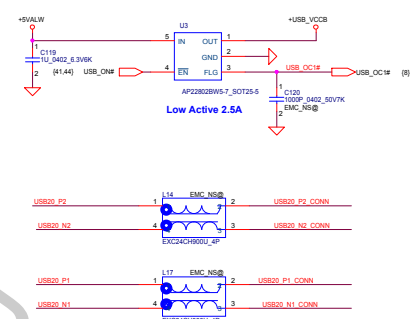 +5VALW
+USB_VCCB
U3
5 IN OUT 1
GND 2
C119
1U_0402_6.3V6K
1
2
{41,44} USB_ON# 4 EN FLG 3 USB_OC1# USB_OC1# {8}
AP22802BW5-7_SOT25-5
1
C120
1000P_0402_50V7K
EMC_NS@
2
Low Active 2.5A
L14 EMC_NS@
USB20_P2 1 2 USB20_P2_CONN
USB20_N2 4 3 USB20_N2_CONN
EXC24CH900U_4P
L17 EMC_NS@
USB20_P1 1 2 USB20_P1_CONN
USB20_N1 4 3 USB20_N1_CONN